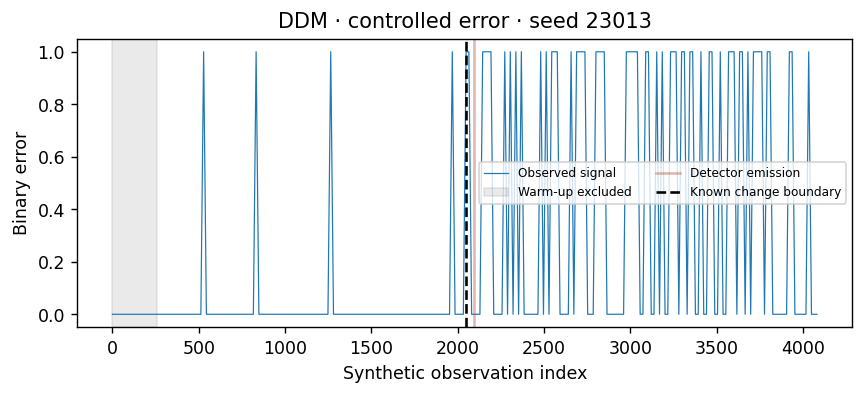 DDM · controlled error · seed 23013
Binary error
1.0
0.8
0.6
0.4
0.2
0.0
Observed signal
Warm-up excluded
Detector emission
Known change boundary
0 500 1000 1500 2000 2500 3000 3500 4000
Synthetic observation index